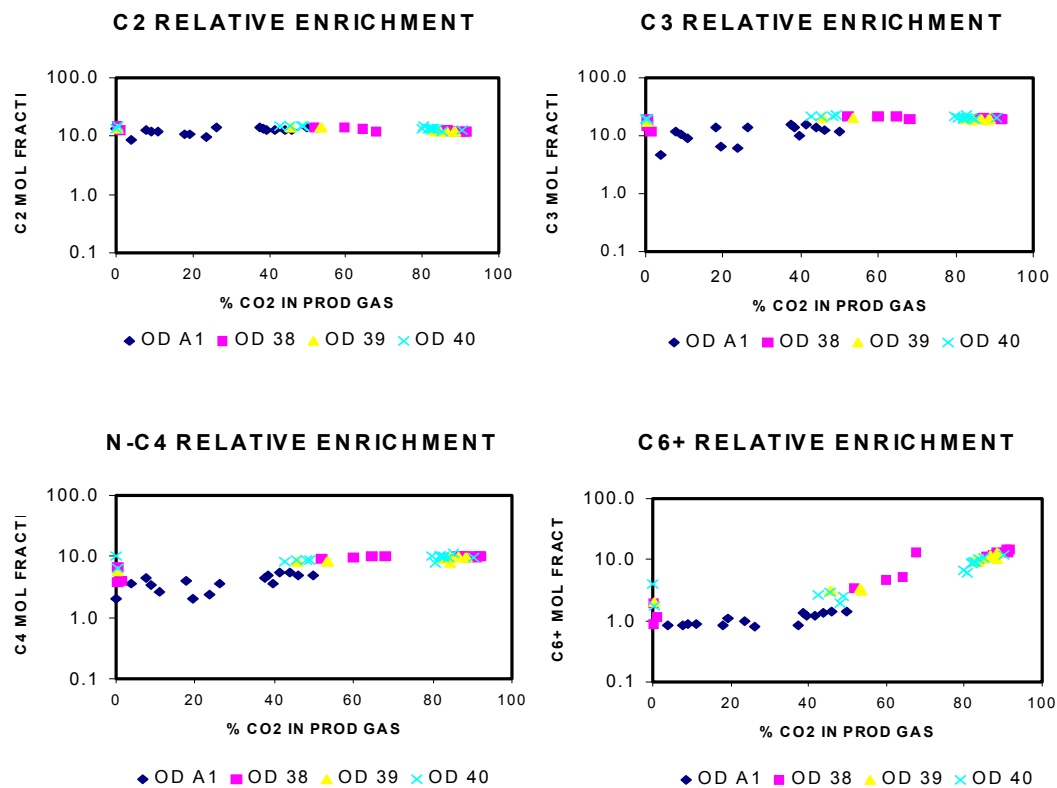 C2 RELATIVE ENRICHMENT
100.0
10.0
1.0
0.1
C2 MOL FRACTI
0 20 40 60 80 100
% CO2 IN PROD GAS
OD A1 OD 38 OD 39 OD 40
C3 RELATIVE ENRICHMENT
100.0
10.0
1.0
0.1
C3 MOL FRACTI
0 20 40 60 80 100
% CO2 IN PROD GAS
OD A1 OD 38 OD 39 OD 40
N-C4 RELATIVE ENRICHMENT
100.0
10.0
1.0
0.1
C4 MOL FRACTI
0 20 40 60 80 100
% CO2 IN PROD GAS
OD A1 OD 38 OD 39 OD 40
C6+ RELATIVE ENRICHMENT
100.0
10.0
1.0
0.1
C6+ MOL FRACT
0 20 40 60 80 100
% CO2 IN PROD GAS
OD A1 OD 38 OD 39 OD 40